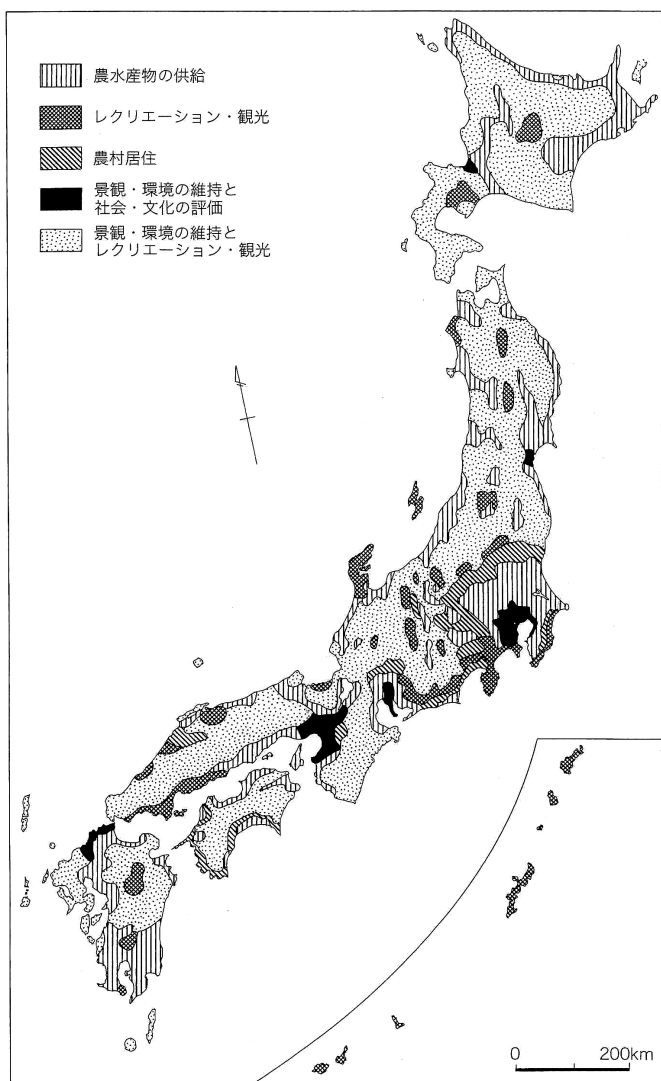 農水産物の供給
レクリエーション・観光
農村居住
景観・環境の維持と
社会・文化の評価
景観・環境の維持と
レクリエーション・観光
0 200km